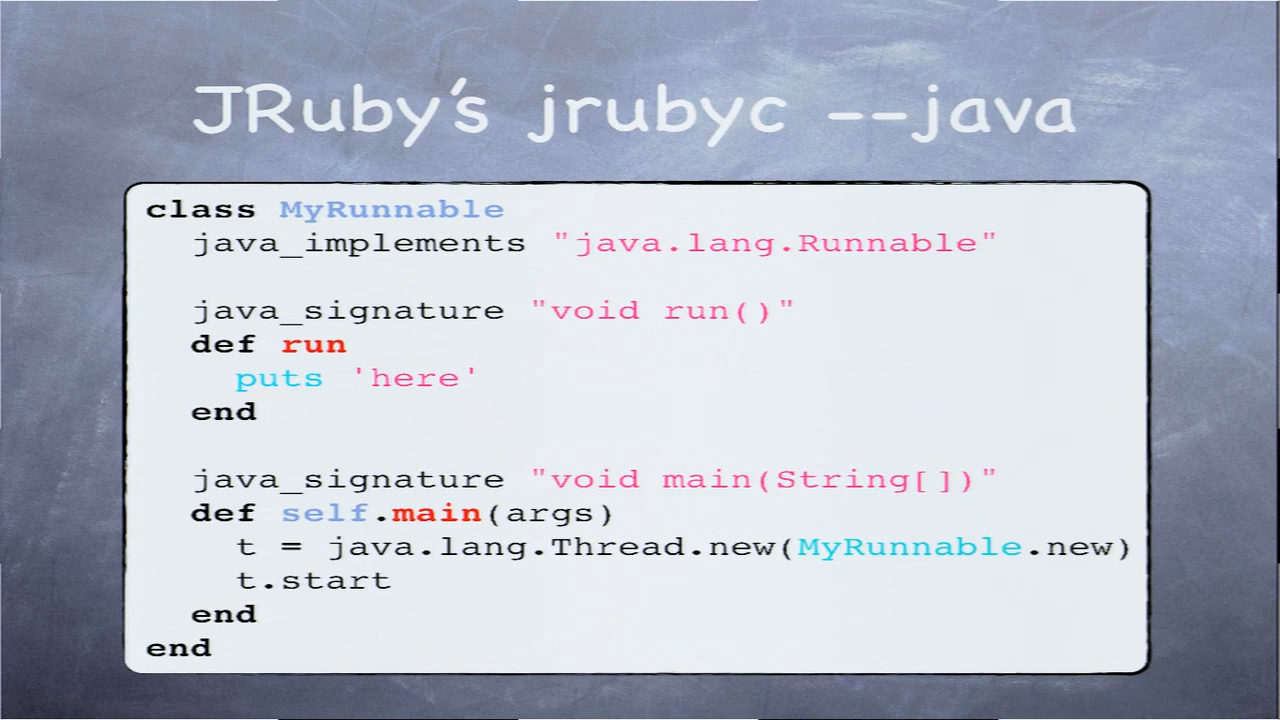 JRuby's jrubyc --java
class MyRunnable
  java_implements "java.lang.Runnable"
  java_signature "void run()"
  def run
    puts 'here'
  end
  java_signature "void main(String[])"
  def self.main(args)
    t = java.lang.Thread.new(MyRunnable.new)
    t.start
  end
end